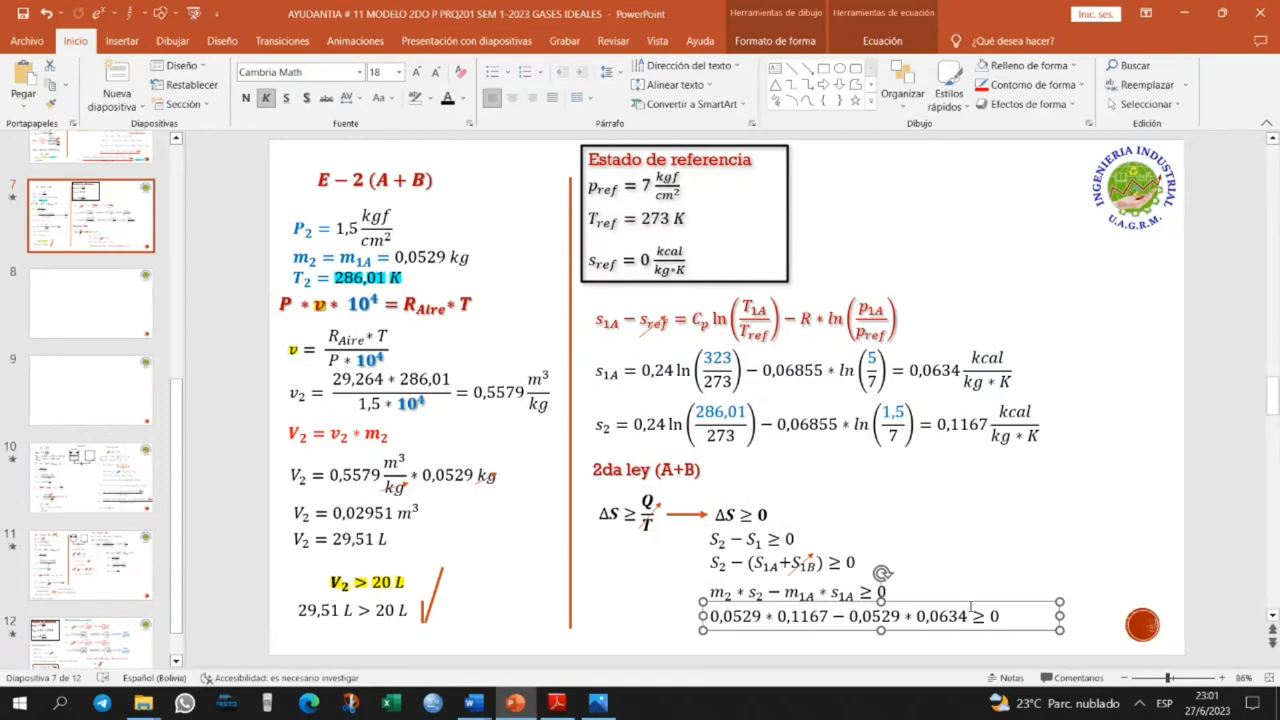 AYUDANTIA # 11 MODELO 2DO P PRQ201 SEM 1-2023 GASES IDEALES - PowerPoint
Herramientas de dibujo
Herramientas de ecuación
Inic. ses.
Archivo Inicio Insertar Dibujar Diseño Transiciones Animaciones Presentación con diapositivas Grabar Revisar Vista Ayuda Formato de forma Ecuación ¿Qué desea hacer?
Pegar
Nueva diapositiva
Diseño
Restablecer
Sección
Cambria Math 18
N K S S abc AV Aa A
Dirección del texto
Alinear texto
Convertir a SmartArt
Organizar
Estilos rápidos
Relleno de forma
Contorno de forma
Efectos de forma
Buscar
Reemplazar
Seleccionar
Portapapeles Diapositivas Fuente Párrafo Dibujo Edición
7
8
9
10
11
12
E − 2 (A + B)
P₂ = 1,5 kgf/cm²
m₂ = m₁A = 0,0529 kg
T₂ = 286,01 K
P * v * 10⁴ = R_Aire * T
v = (R_Aire * T)/(P * 10⁴)
v₂ = (29,264 * 286,01)/(1,5 * 10⁴) = 0,5579 m³/kg
V₂ = v₂ * m₂
V₂ = 0,5579 m³/kg * 0,0529 kg
V₂ = 0,02951 m³
V₂ = 29,51 L
V₂ > 20 L
29,51 L > 20 L
Estado de referencia
p_ref = 7 kgf/cm²
T_ref = 273 K
s_ref = 0 kcal/kg*K
s₁A − s_ref = C_p ln(T₁A/T_ref) − R * ln(p₁A/p_ref)
s₁A = 0,24 ln(323/273) − 0,06855 * ln(5/7) = 0,0634 kcal/(kg * K)
s₂ = 0,24 ln(286,01/273) − 0,06855 * ln(1,5/7) = 0,1167 kcal/(kg * K)
2da ley (A+B)
ΔS ≥ Q/T ΔS ≥ 0
S₂ − S₁ ≥ 0
S₂ − (S₁A+S₁B) ≥ 0
m₂ * s₂ − m₁A * s₁A ≥ 0
0,0529 * 0,1167 − 0,0529 * 0,0634 ≥ 0
INGENIERIA INDUSTRIAL
U.A.G.R.M.
Diapositiva 7 de 12 Español (Bolivia) Accesibilidad: es necesario investigar
Notas Comentarios 86%
23°C Parc. nublado ESP 23:01
27/6/2023